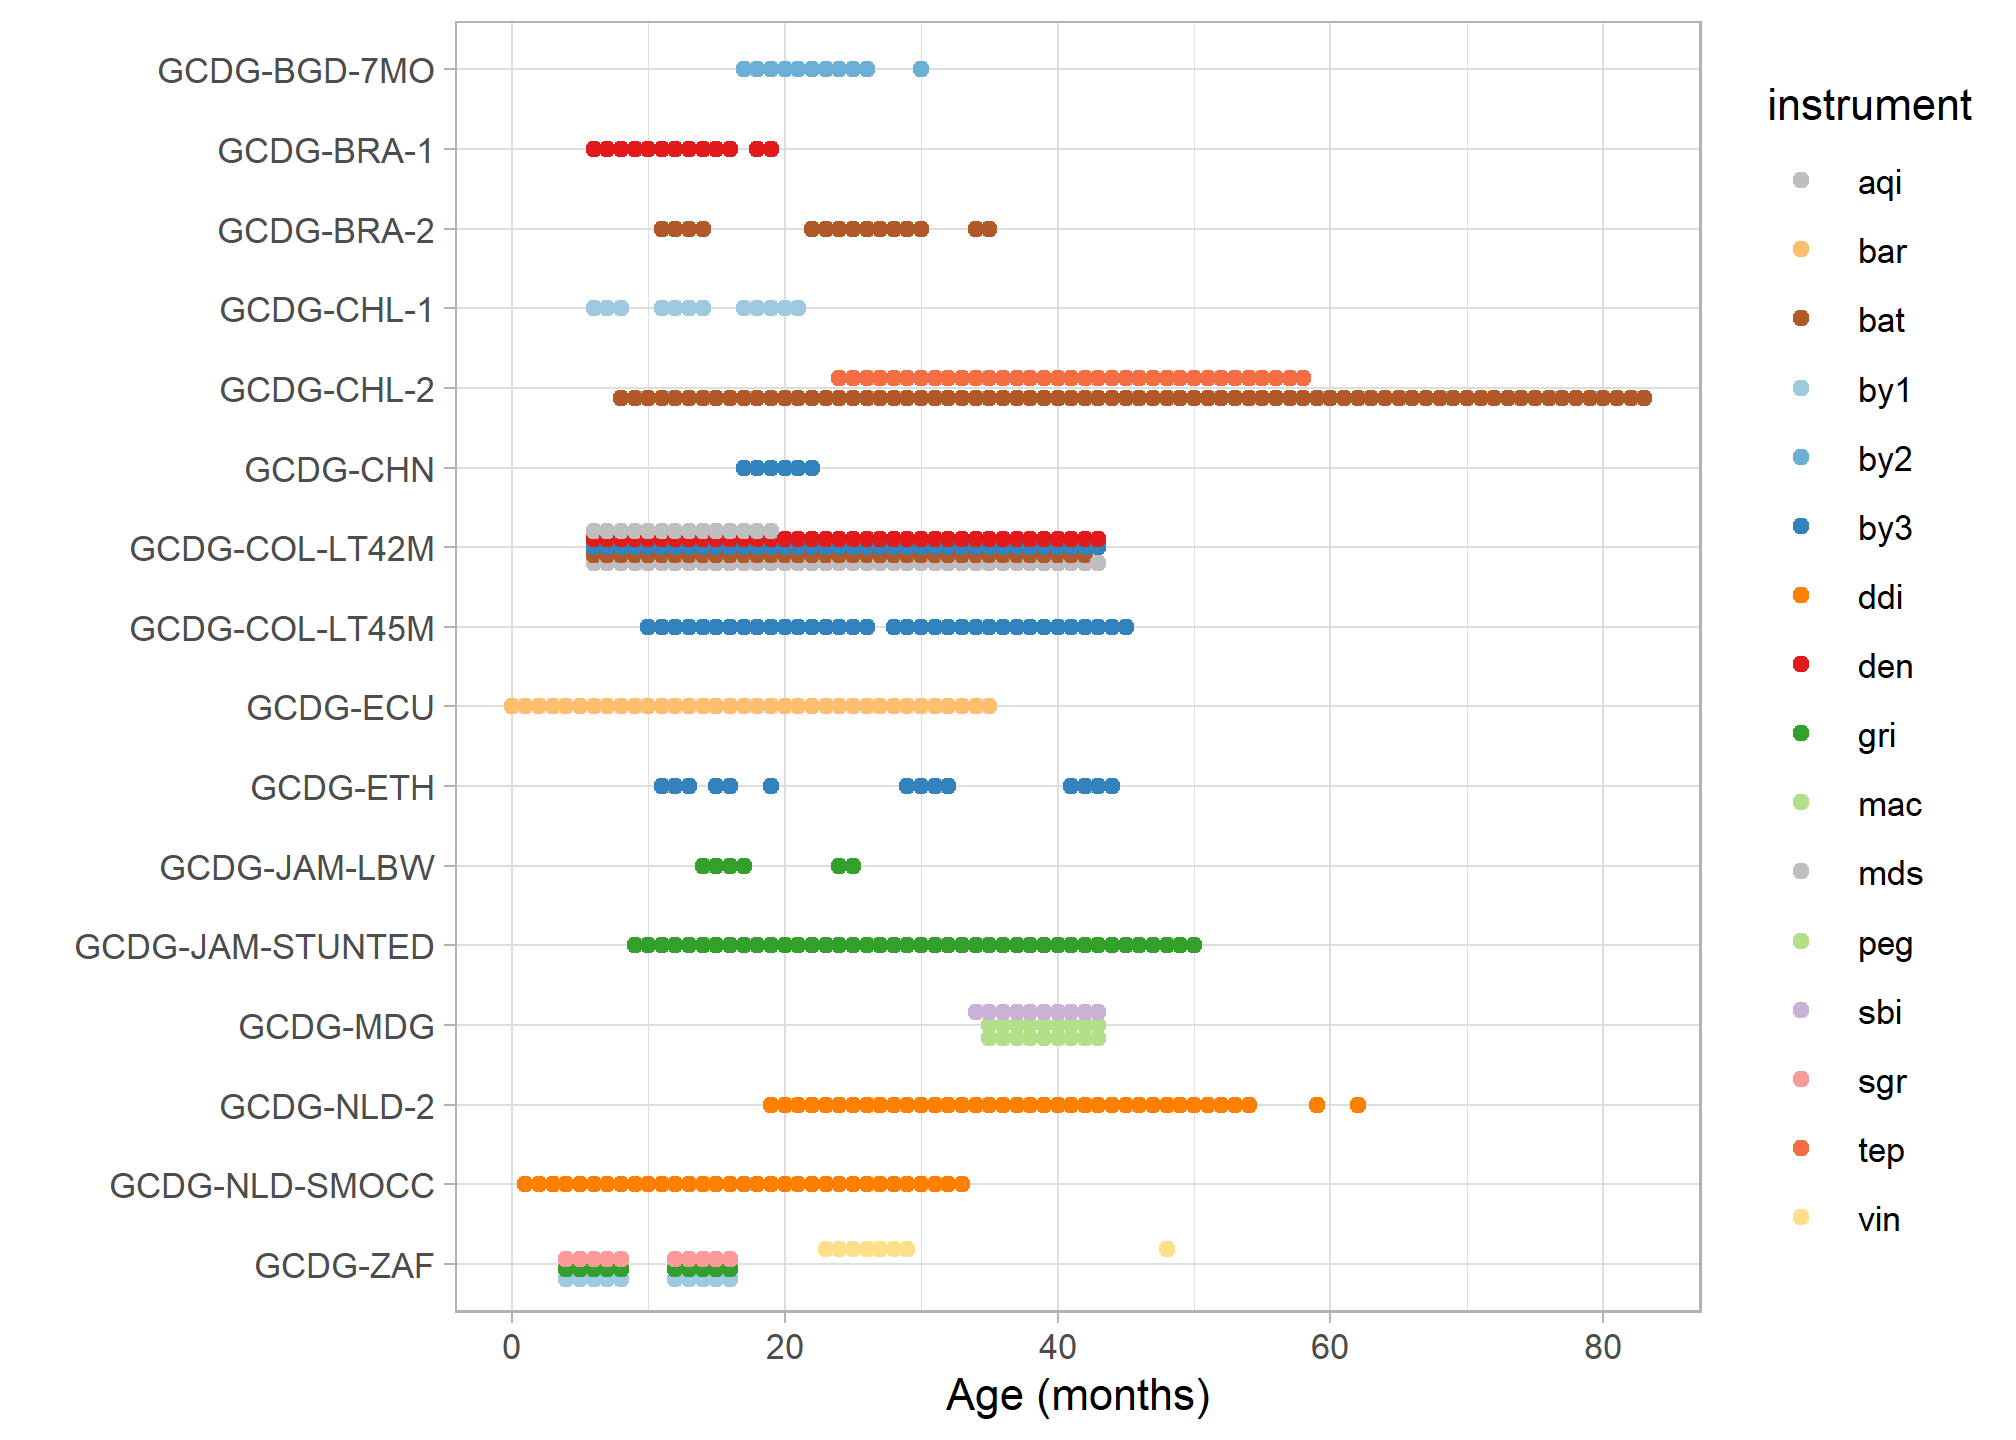 GCDG-BGD-7MO
GCDG-BRA-1
GCDG-BRA-2
GCDG-CHL-1
GCDG-CHL-2
GCDG-CHN
GCDG-COL-LT42M
GCDG-COL-LT45M
GCDG-ECU
GCDG-ETH
GCDG-JAM-LBW
GCDG-JAM-STUNTED
GCDG-MDG
GCDG-NLD-2
GCDG-NLD-SMOCC
GCDG-ZAF
0 20 40 60 80
Age (months)
instrument
aqi
bar
bat
by1
by2
by3
ddi
den
gri
mac
mds
peg
sbi
sgr
tep
vin